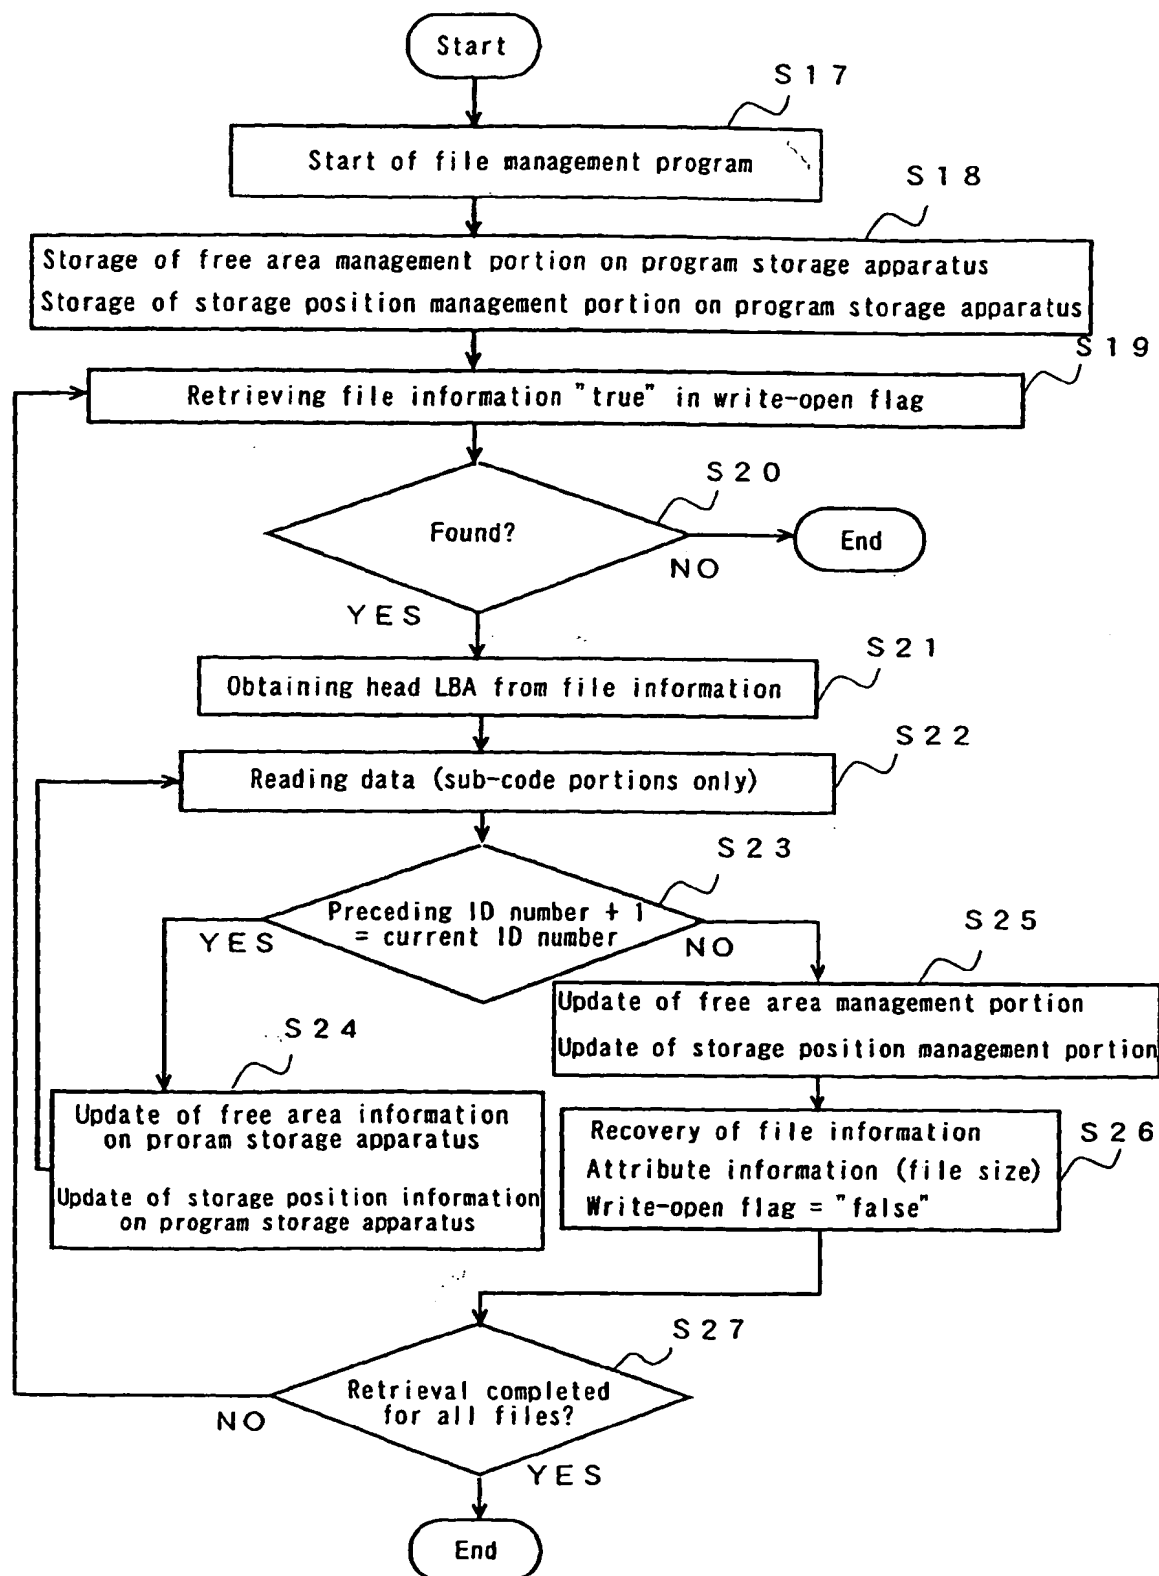 Start
S17
Start of file management program
S18
Storage of free area management portion on program storage apparatus
Storage of storage position management portion on program storage apparatus
S19
Retrieving file information "true" in write-open flag
S20
Found?
NO
End
YES
S21
Obtaining head LBA from file information
S22
Reading data (sub-code portions only)
S23
Preceding ID number + 1
= current ID number
YES
NO
S25
Update of free area management portion
Update of storage position management portion
S24
Update of free area information
on proram storage apparatus
Update of storage position information
on program storage apparatus
S26
Recovery of file information
Attribute information (file size)
Write-open flag = "false"
S27
Retrieval completed
for all files?
NO
YES
End